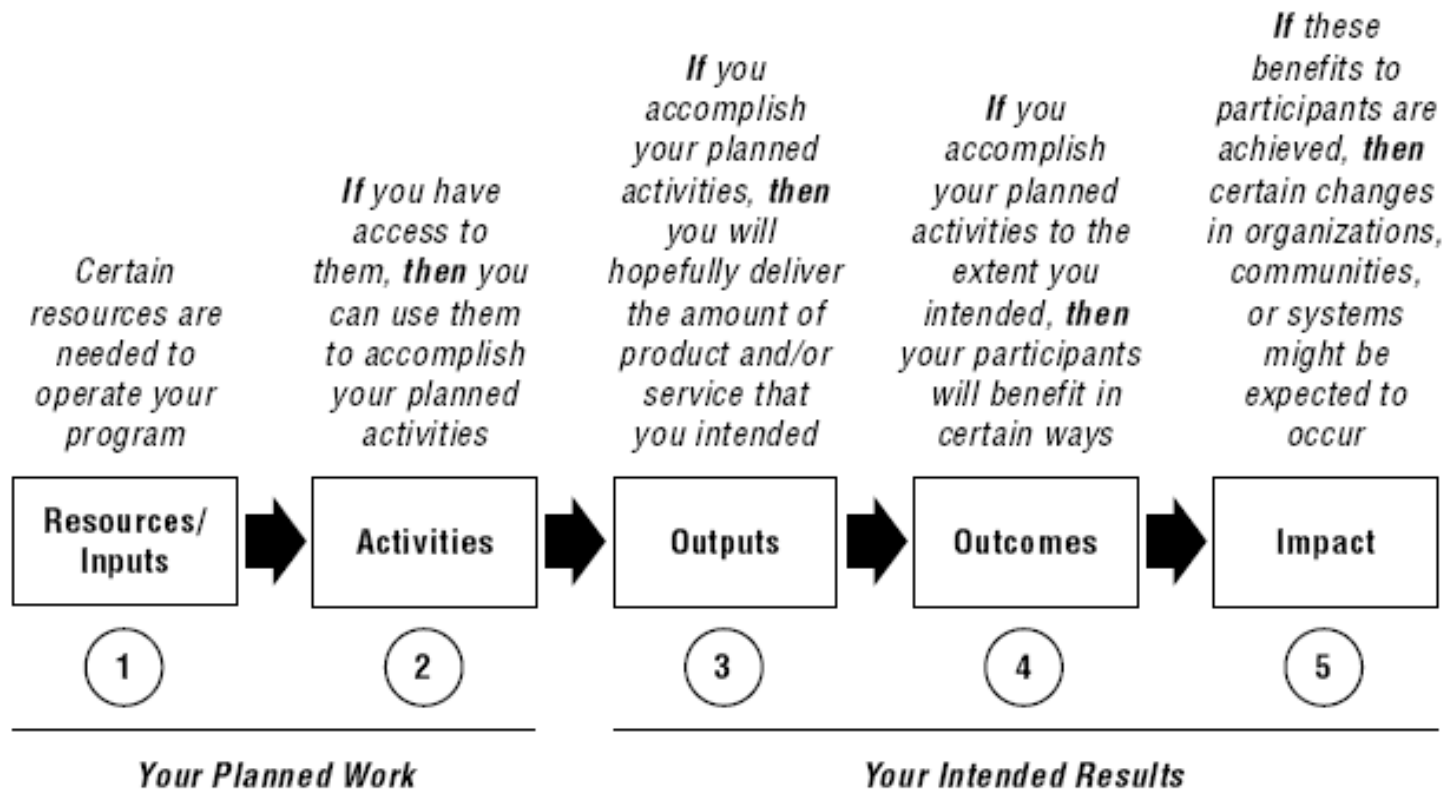 Certain
resources are
needed to
operate your
program
If you have
access to
them, then you
can use them
to accomplish
your planned
activities
If you
accomplish
your planned
activities, then
you will
hopefully deliver
the amount of
product and/or
service that
you intended
If you
accomplish
your planned
activities to the
extent you
intended, then
your participants
will benefit in
certain ways
If these
benefits to
participants are
achieved, then
certain changes
in organizations,
communities,
or systems
might be
expected to
occur
Resources/
Inputs
Activities
Outputs
Outcomes
Impact
1
2
3
4
5
Your Planned Work
Your Intended Results